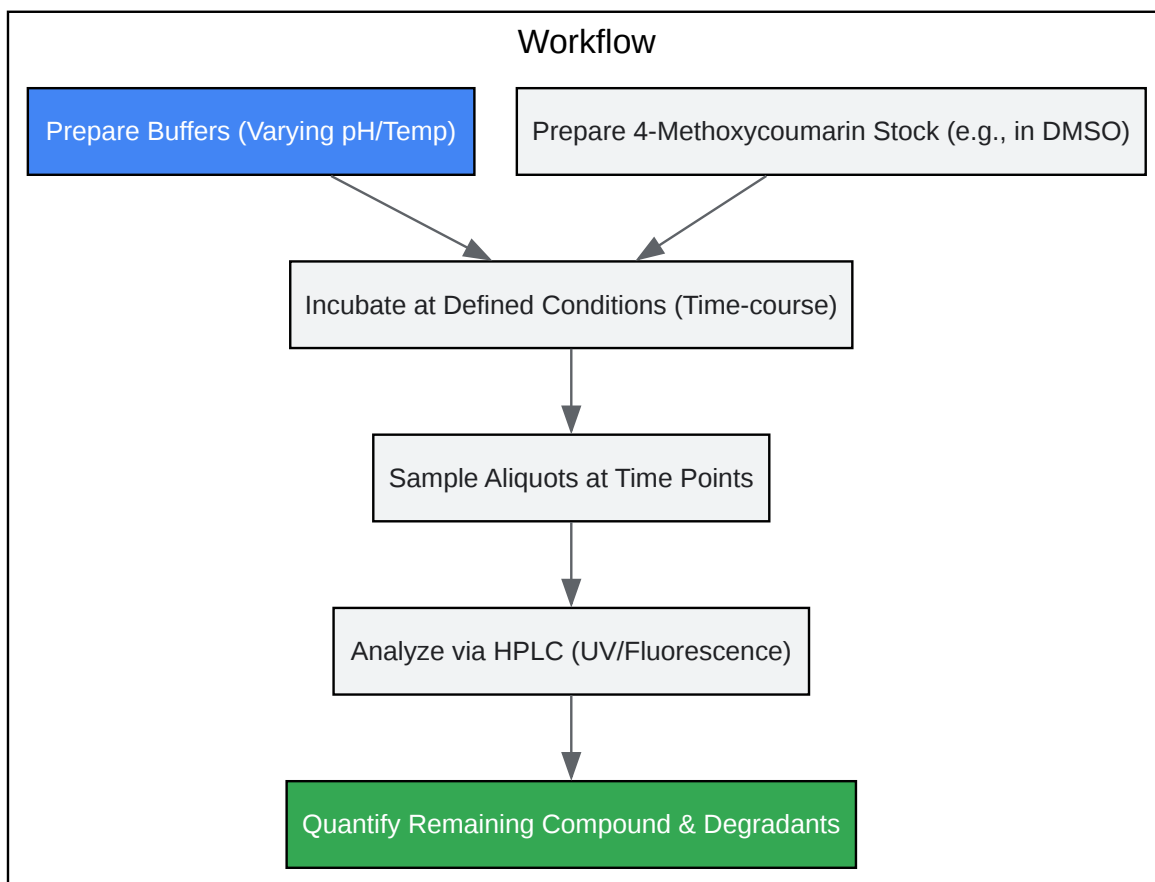 Workflow
Prepare Buffers (Varying pH/Temp)
Prepare 4-Methoxycoumarin Stock (e.g., in DMSO)
Incubate at Defined Conditions (Time-course)
Sample Aliquots at Time Points
Analyze via HPLC (UV/Fluorescence)
Quantify Remaining Compound & Degradants